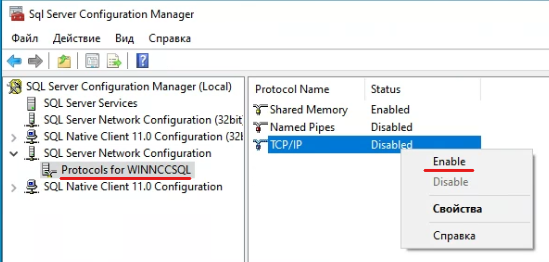 Sql Server Configuration Manager
Файл Действие Вид Справка
SQL Server Configuration Manager (Local)
SQL Server Services
SQL Server Network Configuration (32bit)
SQL Native Client 11.0 Configuration (32l
SQL Server Network Configuration
Protocols for WINNCCSQL
SQL Native Client 11.0 Configuration
Protocol Name Status
Shared Memory Enabled
Named Pipes Disabled
TCP/IP Disabled
Enable
Disable
Свойства
Справка